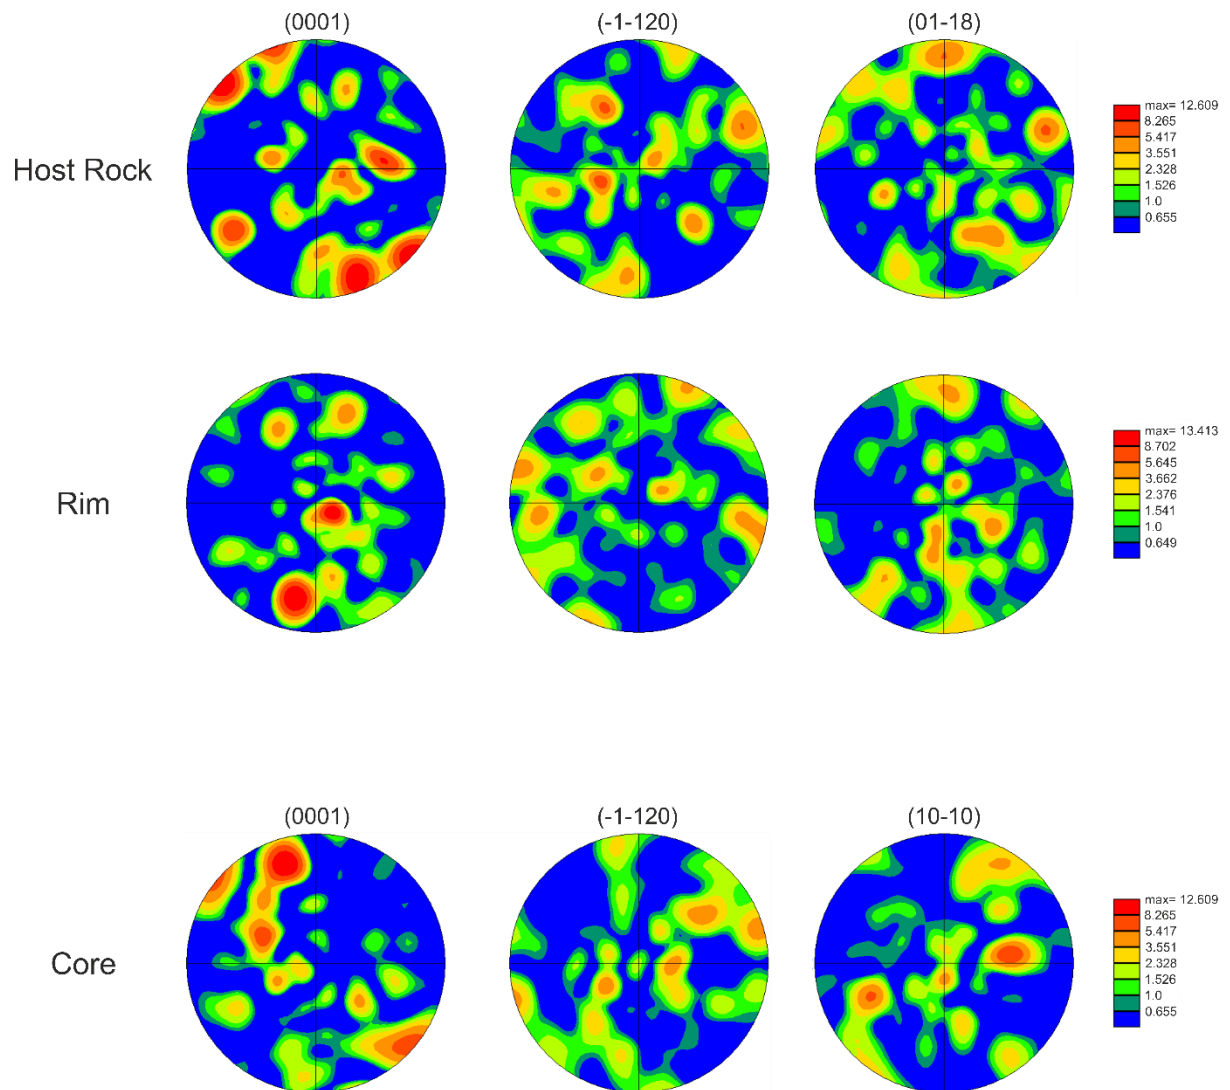 (0001) (-1-120) (01-18)
Host Rock
max= 12.609
8.265
5.417
3.551
2.328
1.526
1.0
0.655
Rim
max= 13.413
8.702
5.645
3.662
2.376
1.541
1.0
0.649
(0001) (-1-120) (10-10)
Core
max= 12.609
8.265
5.417
3.551
2.328
1.526
1.0
0.655